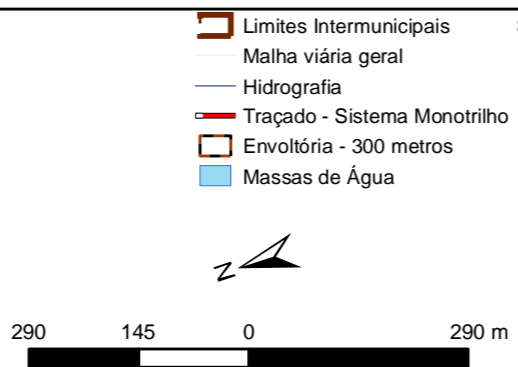 Limites Intermunicipais
Malha viária geral
Hidrografia
Traçado - Sistema Monotrilho
Envoltória - 300 metros
Massas de Água
N
290 145 0 290 m